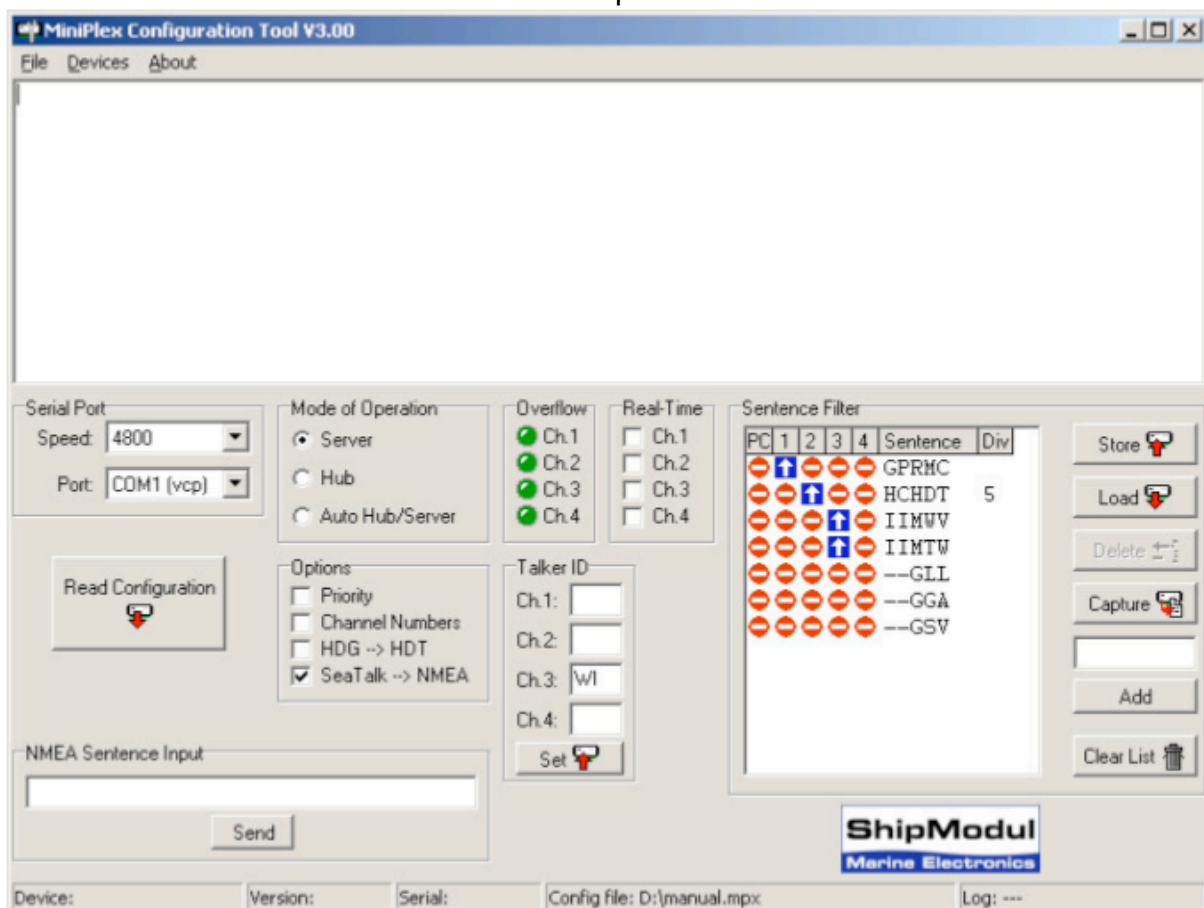 MiniPlex Configuration Tool V3.00
File Devices About
Serial Port
Speed: 4800
Port: COM1 (vcp)
Read Configuration
Mode of Operation
Server
Hub
Auto Hub/Server
Options
Priority
Channel Numbers
HDG --> HDT
SeaTalk --> NMEA
Overflow
Ch.1
Ch.2
Ch.3
Ch.4
Real-Time
Ch.1
Ch.2
Ch.3
Ch.4
Talker ID
Ch.1:
Ch.2:
Ch.3: WI
Ch.4:
Set
Sentence Filter
PC 1 2 3 4 Sentence Div
GPRMC
HCHDT 5
IIMWV
IIMTW
--GLL
--GGA
--GSV
Store
Load
Delete
Capture
Add
Clear List
NMEA Sentence Input
Send
ShipModul
Marine Electronics
Device: Version: Serial: Config file: D:\manual.mpx Log: ---